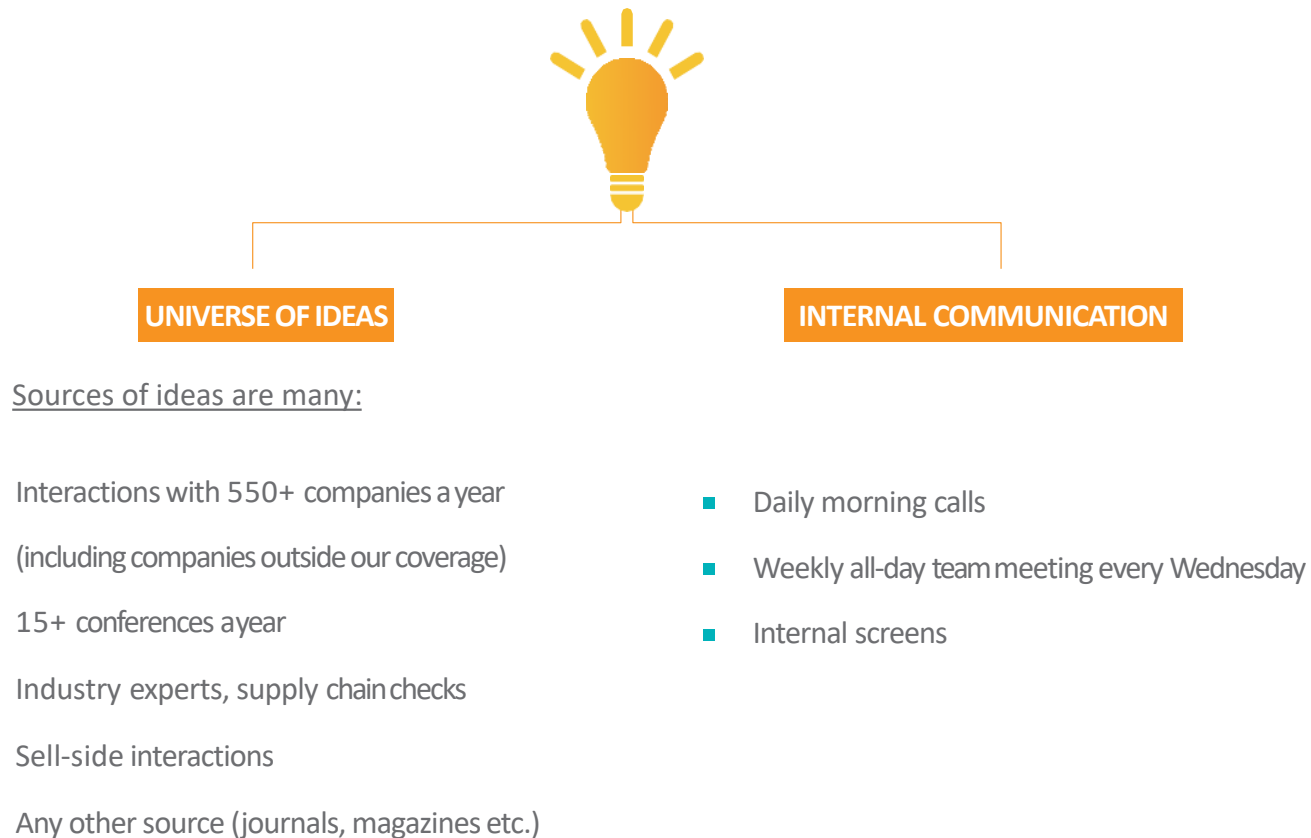 UNIVERSE OF IDEAS
INTERNAL COMMUNICATION
Sources of ideas are many:
Interactions with 550+ companies a year
(including companies outside our coverage)
15+ conferences a year
Industry experts, supply chain checks
Sell-side interactions
Any other source (journals, magazines etc.)
Daily morning calls
Weekly all-day team meeting every Wednesday
Internal screens